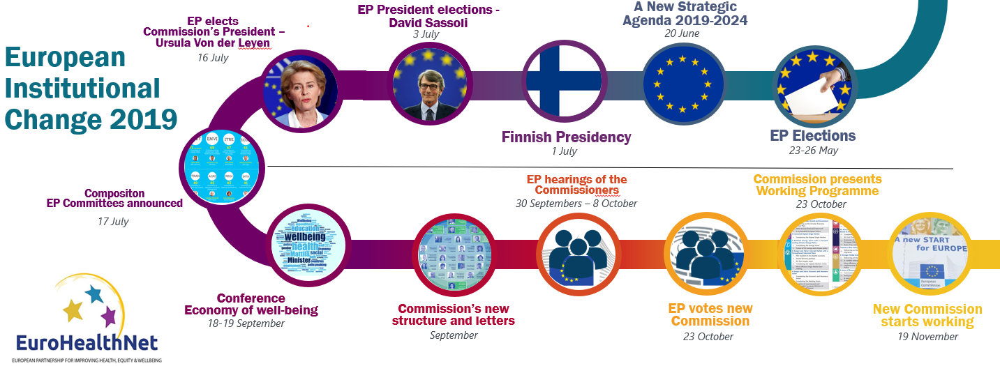 European
Institutional
Change 2019
EP Elections
23-26 May
A New Strategic
Agenda 2019-2024
20 June
Finnish Presidency
1 July
EP President elections -
David Sassoli
3 July
EP elects
Commission's President –
Ursula Von der Leyen
16 July
ENVI
ITRE
TRAN
AGRI
REGI
Compositon
EP Committees announced
17 July
Wellbeing
education
wellbeing
health
social
Minister
policymaking
Conference
Economy of well-being
18-19 September
Commission's new
structure and letters
September
EP hearings of the
Commissioners
30 Septembers – 8 October
EP votes new
Commission
23 October
Commission presents
Working Programme
23 October
A new START
for EUROPE
European
Commission
New Commission
starts working
19 November
EuroHealthNet
EUROPEAN PARTNERSHIP FOR IMPROVING HEALTH, EQUITY & WELLBEING